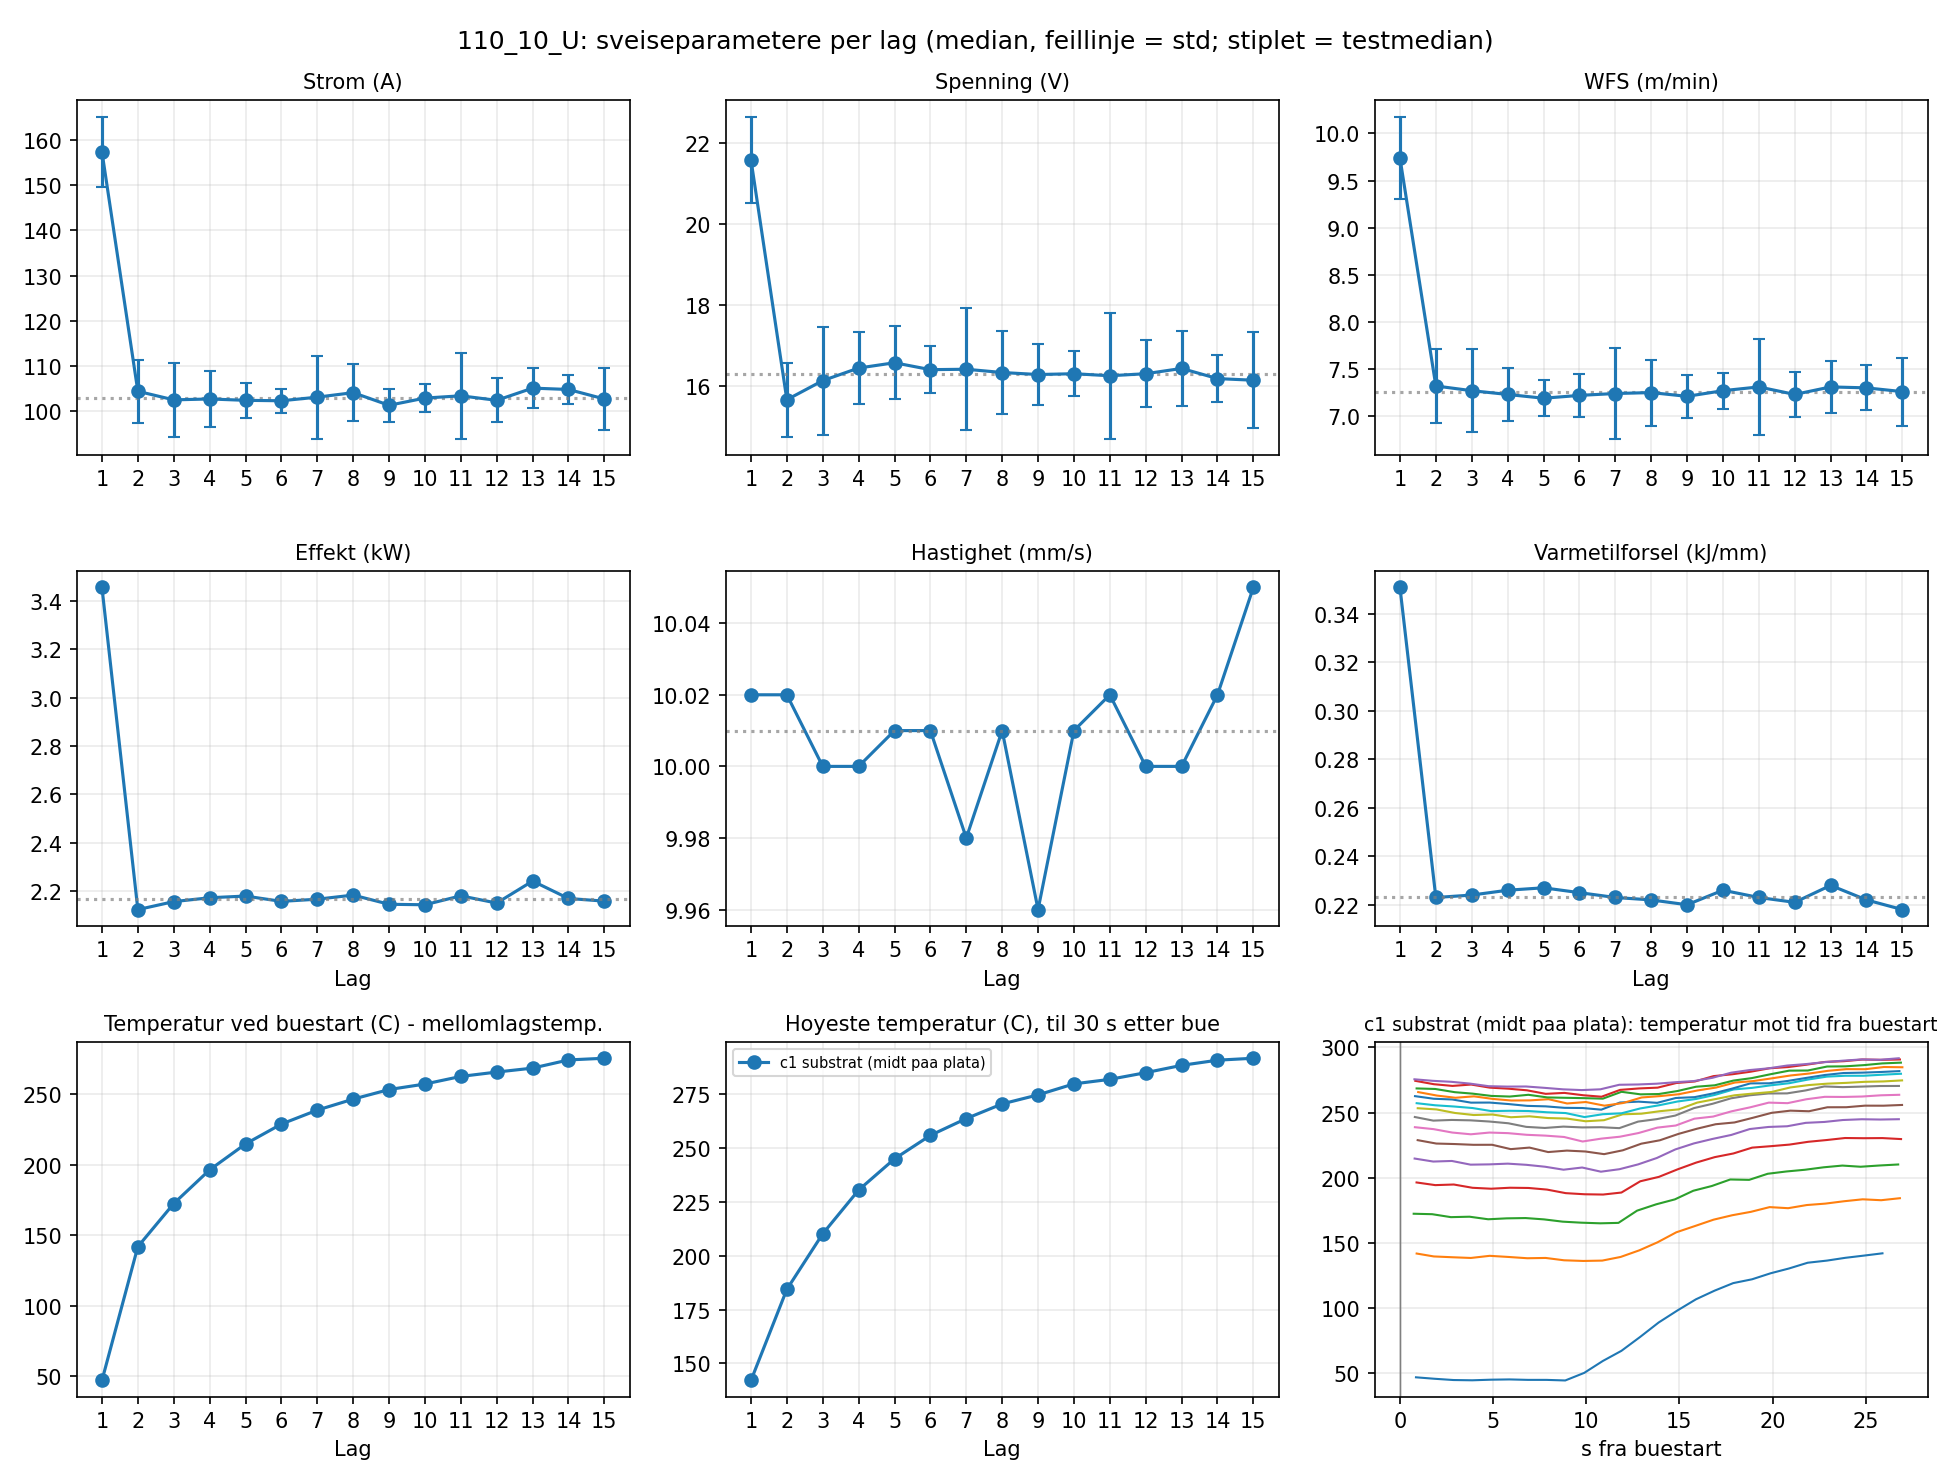 110_10_U: sveiseparametere per lag (median, feillinje = std; stiplet = testmedian)
Strom (A)
160
150
140
130
120
110
100
1 2 3 4 5 6 7 8 9 10 11 12 13 14 15
Spenning (V)
22
20
18
16
1 2 3 4 5 6 7 8 9 10 11 12 13 14 15
WFS (m/min)
10.0
9.5
9.0
8.5
8.0
7.5
7.0
1 2 3 4 5 6 7 8 9 10 11 12 13 14 15
Effekt (kW)
3.4
3.2
3.0
2.8
2.6
2.4
2.2
1 2 3 4 5 6 7 8 9 10 11 12 13 14 15
Lag
Hastighet (mm/s)
10.04
10.02
10.00
9.98
9.96
1 2 3 4 5 6 7 8 9 10 11 12 13 14 15
Lag
Varmetilforsel (kJ/mm)
0.34
0.32
0.30
0.28
0.26
0.24
0.22
1 2 3 4 5 6 7 8 9 10 11 12 13 14 15
Lag
Temperatur ved buestart (C) - mellomlagstemp.
250
200
150
100
50
1 2 3 4 5 6 7 8 9 10 11 12 13 14 15
Lag
Hoyeste temperatur (C), til 30 s etter bue
c1 substrat (midt paa plata)
275
250
225
200
175
150
1 2 3 4 5 6 7 8 9 10 11 12 13 14 15
Lag
c1 substrat (midt paa plata): temperatur mot tid fra buestart
300
250
200
150
100
50
0 5 10 15 20 25
s fra buestart